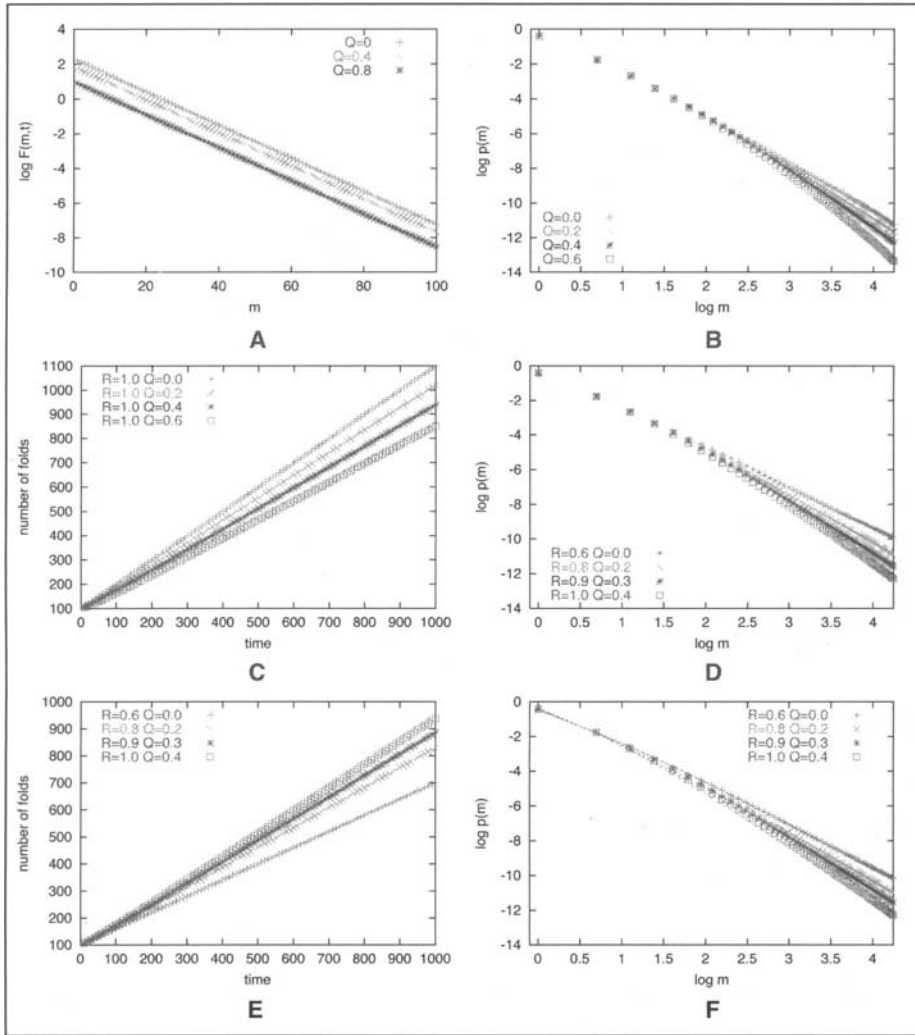 4
2
0
-2
-4
-6
-8
-10
log F(m,t)
Q=0
Q=0.4
Q=0.8
0 20 40 60 80 100
m
A
0
-2
-4
-6
-8
-10
-12
-14
log p(m)
Q=0.0
Q=0.2
Q=0.4
Q=0.6
0 0.5 1 1.5 2 2.5 3 3.5 4
log m
B
1100
1000
900
800
700
600
500
400
300
200
100
number of folds
R=1.0 Q=0.0
R=1.0 Q=0.2
R=1.0 Q=0.4
R=1.0 Q=0.6
0 100 200 300 400 500 600 700 800 900 1000
time
C
0
-2
-4
-6
-8
-10
-12
-14
log p(m)
R=0.6 Q=0.0
R=0.8 Q=0.2
R=0.9 Q=0.3
R=1.0 Q=0.4
0 0.5 1 1.5 2 2.5 3 3.5 4
log m
D
1000
900
800
700
600
500
400
300
200
100
number of folds
R=0.6 Q=0.0
R=0.8 Q=0.2
R=0.9 Q=0.3
R=1.0 Q=0.4
0 100 200 300 400 500 600 700 800 900 1000
time
E
0
-2
-4
-6
-8
-10
-12
-14
log p(m)
R=0.6 Q=0.0
R=0.8 Q=0.2
R=0.9 Q=0.3
R=1.0 Q=0.4
0 0.5 1 1.5 2 2.5 3 3.5 4
log m
F